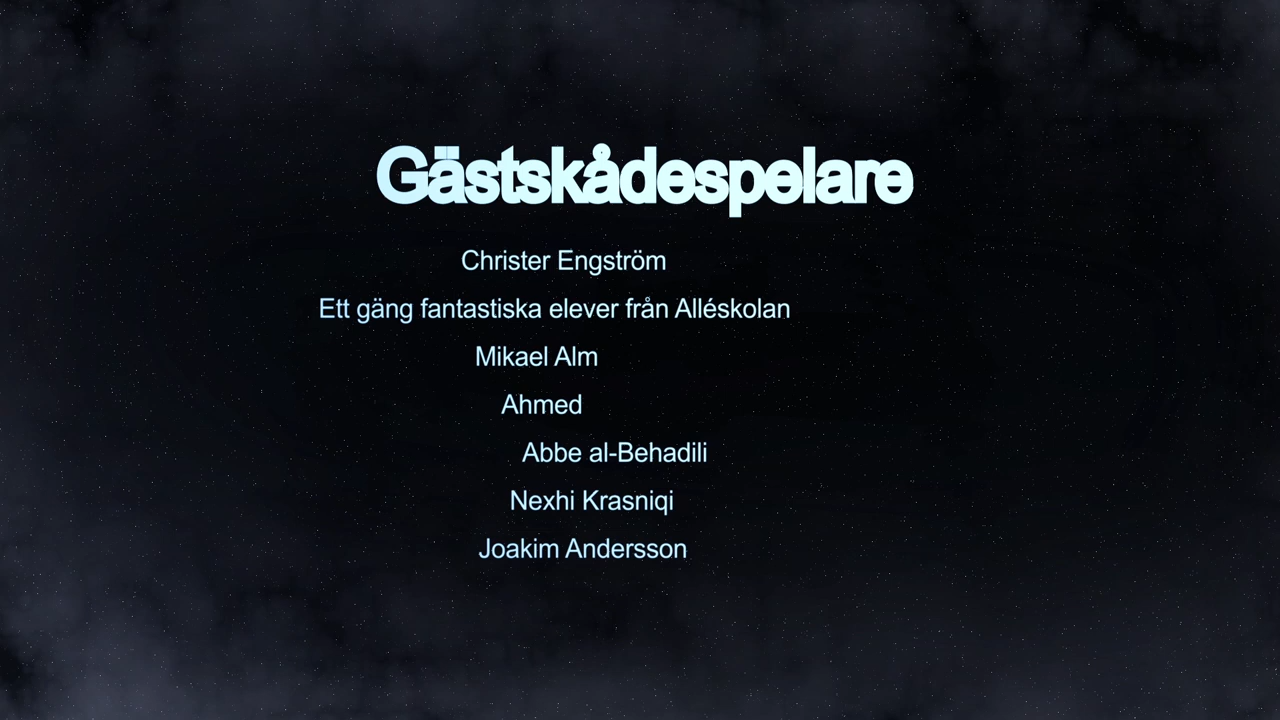 Gästskådespelare
Christer Engström
Ett gäng fantastiska elever från Alléskolan
Mikael Alm
Ahmed
Abbe al-Behadili
Nexhi Krasniqi
Joakim Andersson